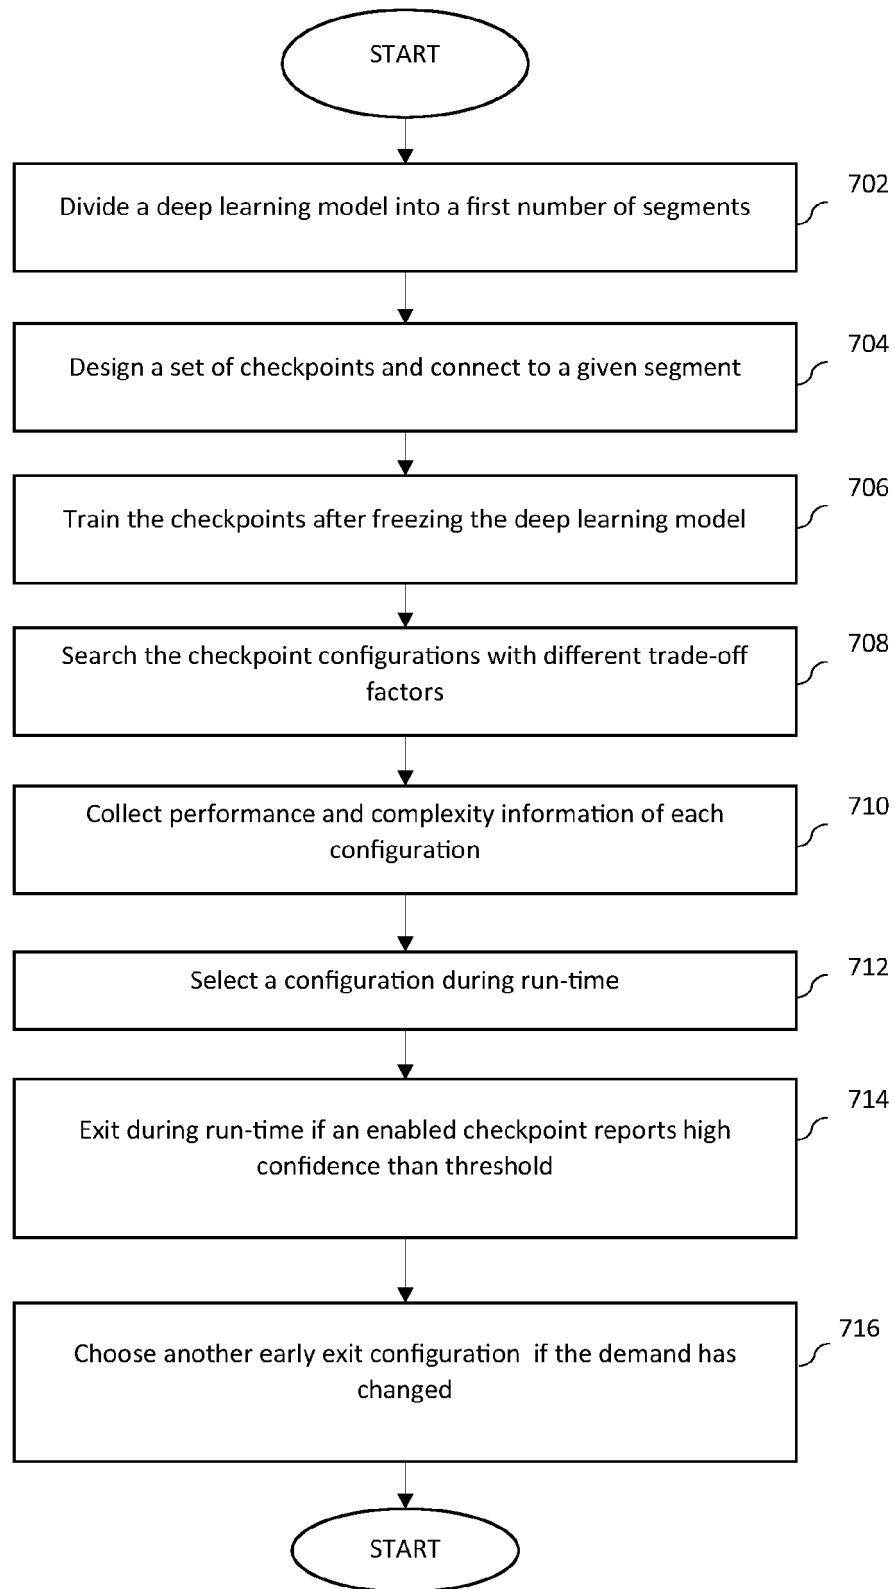 START
702
Divide a deep learning model into a first number of segments
704
Design a set of checkpoints and connect to a given segment
706
Train the checkpoints after freezing the deep learning model
708
Search the checkpoint configurations with different trade-off
factors
710
Collect performance and complexity information of each
configuration
712
Select a configuration during run-time
714
Exit during run-time if an enabled checkpoint reports high
confidence than threshold
716
Choose another early exit configuration if the demand has
changed
START